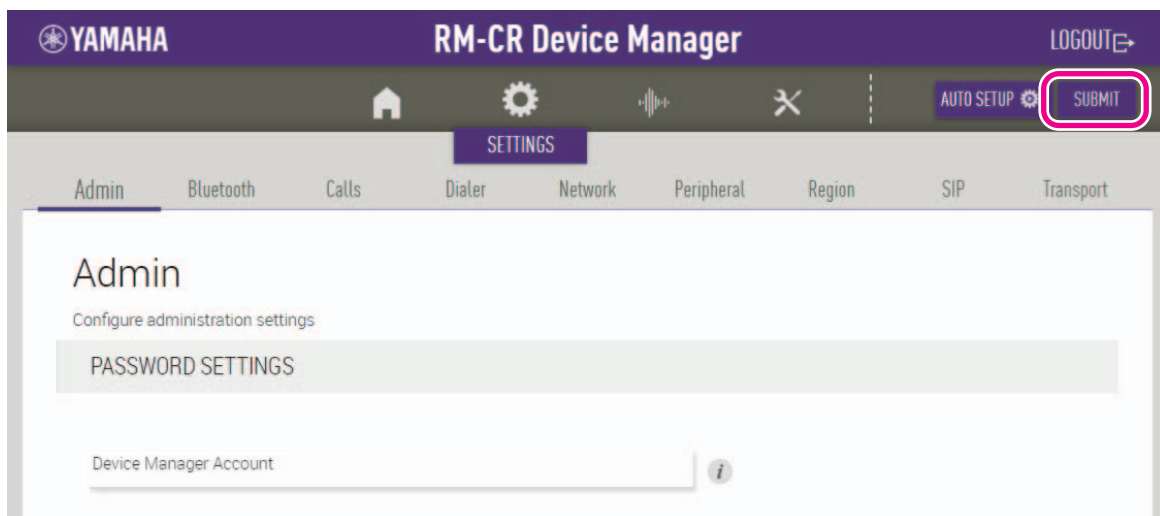 YAMAHA RM-CR Device Manager LOGOUT
AUTO SETUP SUBMIT
SETTINGS
Admin Bluetooth Calls Dialer Network Peripheral Region SIP Transport
Admin
Configure administration settings
PASSWORD SETTINGS
Device Manager Account
i